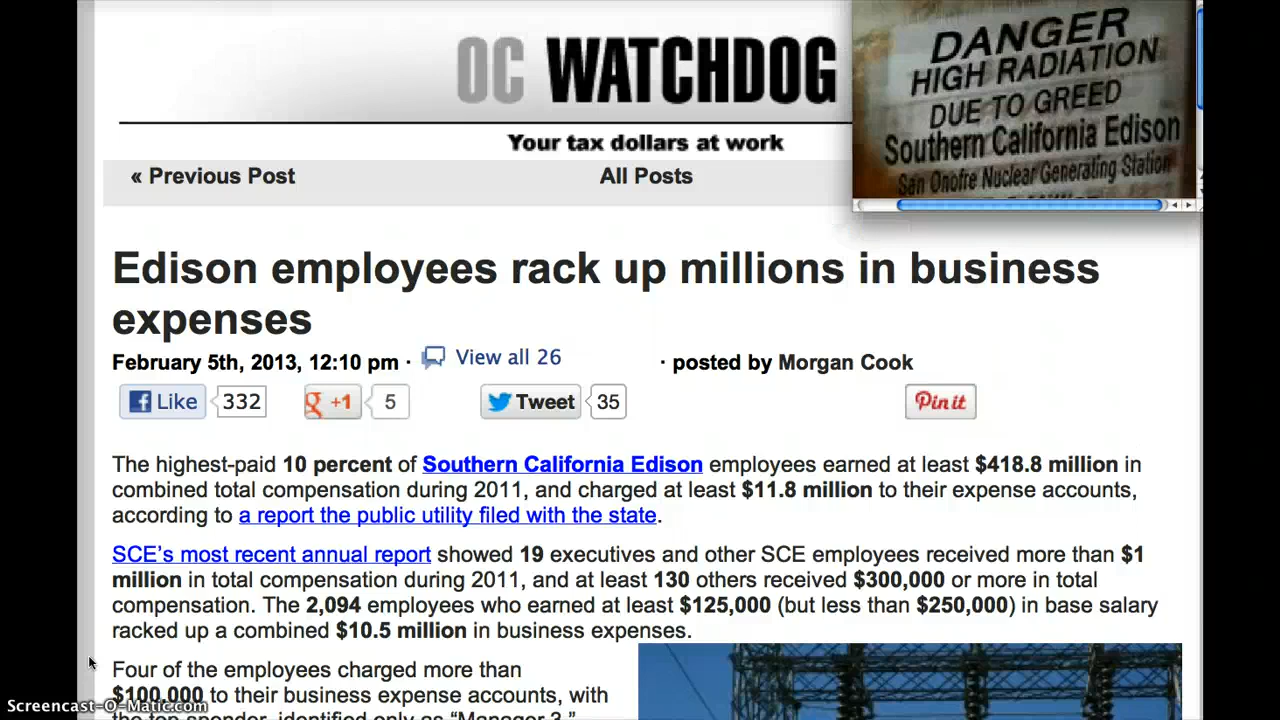 OC WATCHDOG
Your tax dollars at work
DANGER
HIGH RADIATION
DUE TO GREED
Southern California Edison
San Onofre Nuclear Generating Station
« Previous Post
All Posts
Edison employees rack up millions in business
expenses
February 5th, 2013, 12:10 pm · View all 26 · posted by Morgan Cook
Like 332 +1 5 Tweet 35 Pin it
The highest-paid 10 percent of Southern California Edison employees earned at least $418.8 million in
combined total compensation during 2011, and charged at least $11.8 million to their expense accounts,
according to a report the public utility filed with the state.
SCE’s most recent annual report showed 19 executives and other SCE employees received more than $1
million in total compensation during 2011, and at least 130 others received $300,000 or more in total
compensation. The 2,094 employees who earned at least $125,000 (but less than $250,000) in base salary
racked up a combined $10.5 million in business expenses.
Four of the employees charged more than
$100,000 to their business expense accounts, with
the top spender, identified only as “Manager 3,”
Screencast-O-Matic.com